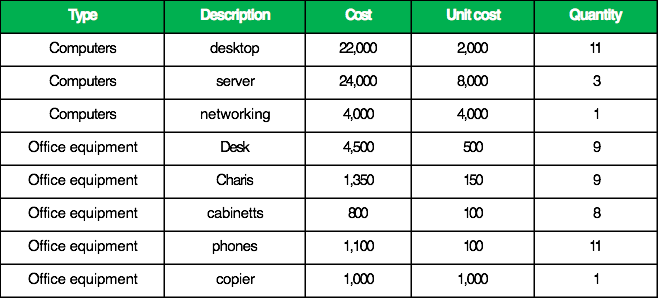 Type Description Cost Unit cost Quantity
Computers desktop 22,000 2,000 11
Computers server 24,000 8,000 3
Computers networking 4,000 4,000 1
Office equipment Desk 4,500 500 9
Office equipment Charis 1,350 150 9
Office equipment cabinetts 800 100 8
Office equipment phones 1,100 100 11
Office equipment copier 1,000 1,000 1